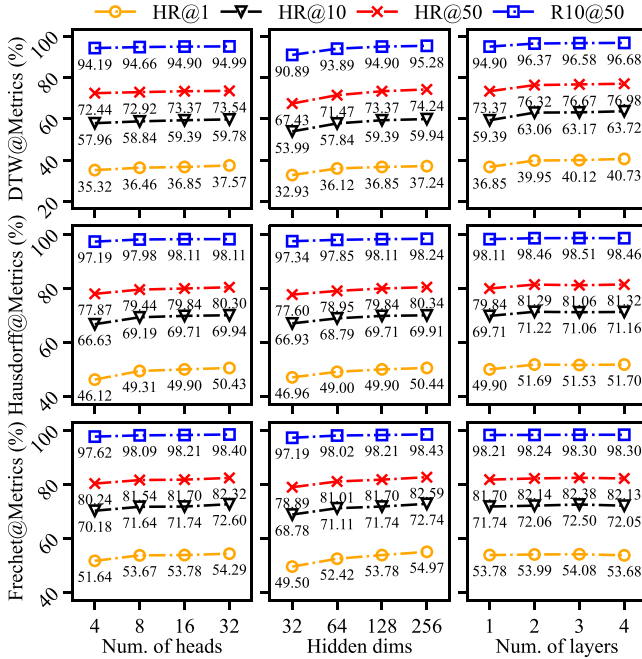 HR@1 HR@10 HR@50 R10@50
DTW@Metrics (%)
100
80
60
40
20
94.19 94.66 94.90 94.99
72.44 72.92 73.37 73.54
57.96 58.84 59.39 59.78
35.32 36.46 36.85 37.57
90.89 93.89 94.90 95.28
67.43 71.47 73.37 74.24
53.99 57.84 59.39 59.94
32.93 36.12 36.85 37.24
94.90 96.37 96.58 96.68
73.37 76.32 76.67 76.98
59.39 63.06 63.17 63.72
36.85 39.95 40.12 40.73
Hausdorff@Metrics (%)
100
80
60
40
97.19 97.98 98.11 98.11
77.87 79.44 79.84 80.30
66.63 69.19 69.71 69.94
46.12 49.31 49.90 50.43
97.34 97.85 98.11 98.24
77.60 78.95 79.84 80.34
66.93 68.79 69.71 69.91
46.96 49.00 49.90 50.44
98.11 98.46 98.51 98.46
79.84 81.29 81.06 81.32
69.71 71.22 71.06 71.16
49.90 51.69 51.53 51.70
Frechet@Metrics (%)
100
80
60
40
97.62 98.09 98.21 98.40
80.24 81.54 81.70 82.32
70.18 71.64 71.74 72.60
51.64 53.67 53.78 54.29
4 8 16 32
Num. of heads
97.19 98.02 98.21 98.43
78.89 81.01 81.70 82.59
68.78 71.11 71.74 72.74
49.50 52.42 53.78 54.97
32 64 128 256
Hidden dims
98.21 98.24 98.30 98.30
81.70 82.14 82.38 82.13
71.74 72.06 72.50 72.05
53.78 53.99 54.08 53.68
1 2 3 4
Num. of layers